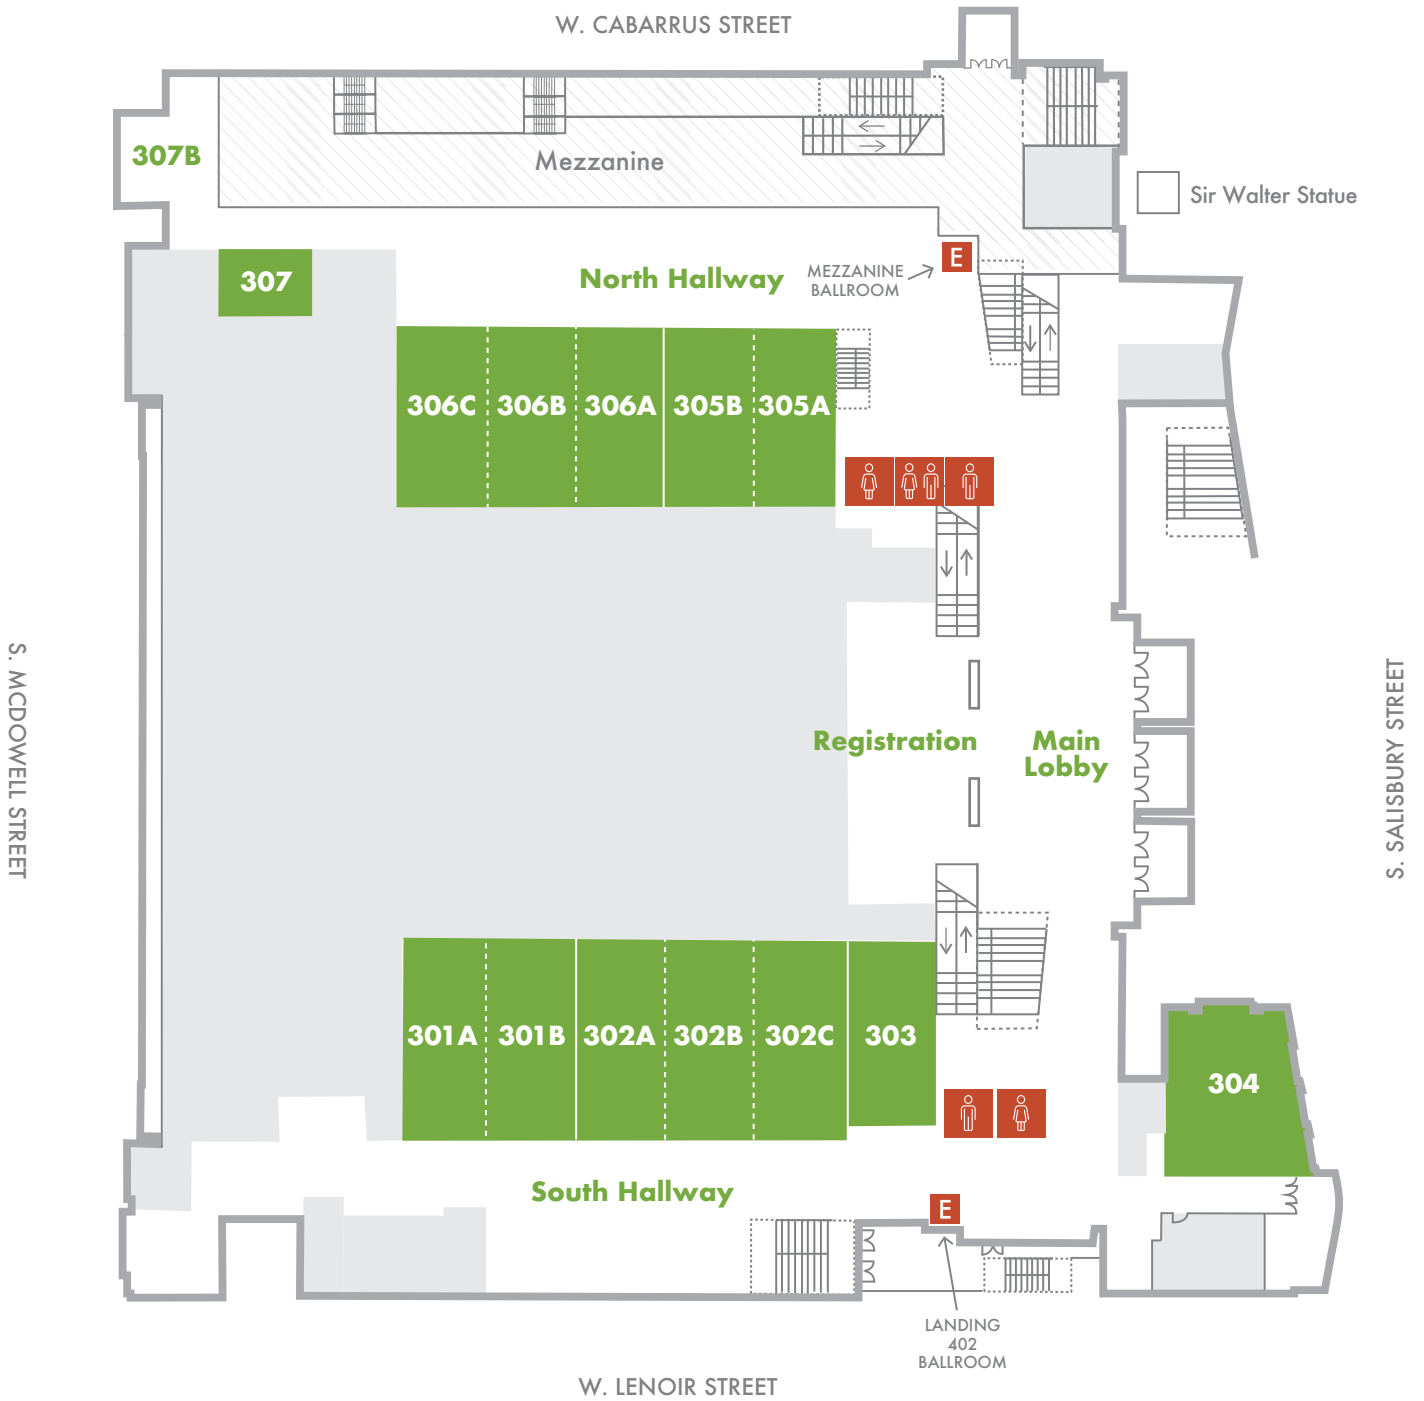 W. CABARRUS STREET
307B
Mezzanine
Sir Walter Statue
307
North Hallway
E
MEZZANINE
BALLROOM
306C
306B
306A
305B
305A
S. MCDOWELL STREET
Registration
Main
Lobby
S. SALISBURY STREET
301A
301B
302A
302B
302C
303
304
South Hallway
E
LANDING
402
BALLROOM
W. LENOIR STREET